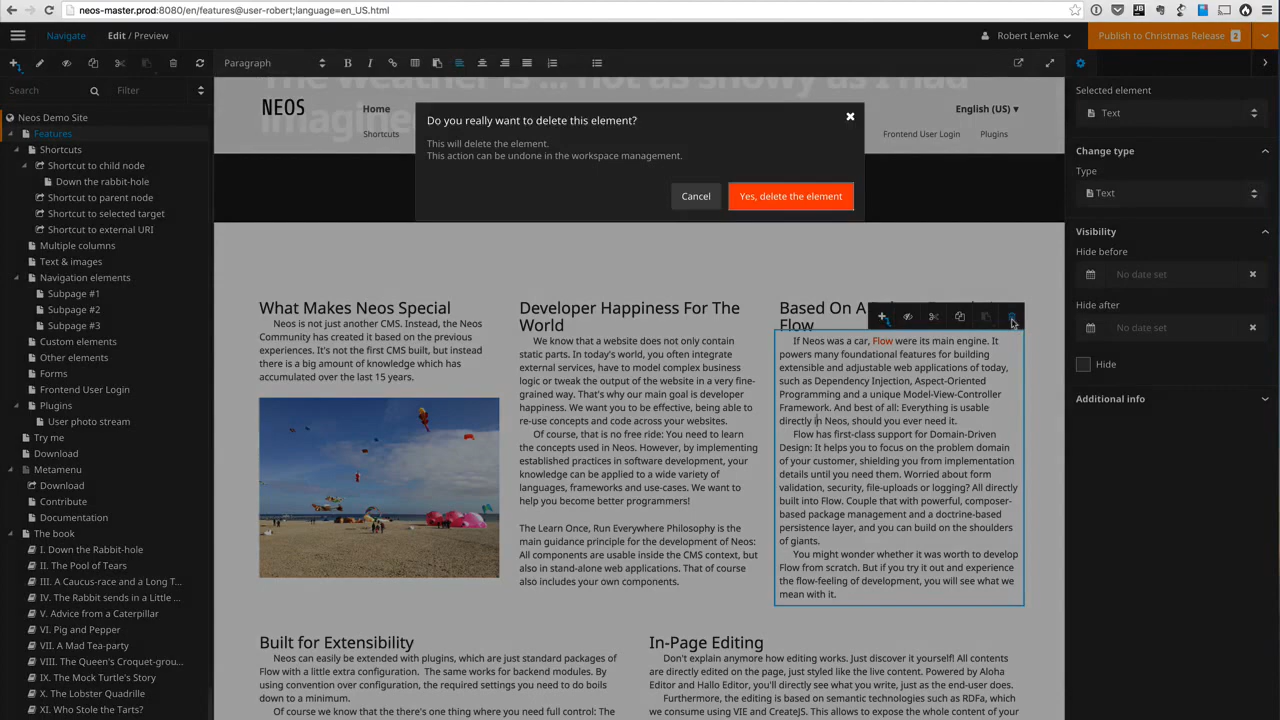 neos-master.prod:8080/en/features@user-robert;language=en_US.html
Navigate
Edit / Preview
Robert Lemke
Publish to Christmas Release 2
Paragraph
Search
Filter
Neos Demo Site
Features
Shortcuts
Shortcut to child node
Down the rabbit-hole
Shortcut to parent node
Shortcut to selected target
Shortcut to external URI
Multiple columns
Text & images
Navigation elements
Subpage #1
Subpage #2
Subpage #3
Custom elements
Other elements
Forms
Frontend User Login
Plugins
User photo stream
Try me
Download
Metamenu
Download
Contribute
Documentation
The book
I. Down the Rabbit-hole
II. The Pool of Tears
III. A Caucus-race and a Long T...
IV. The Rabbit sends in a Little ...
V. Advice from a Caterpillar
VI. Pig and Pepper
VII. A Mad Tea-party
VIII. The Queen's Croquet-grou...
IX. The Mock Turtle's Story
X. The Lobster Quadrille
XI. Who Stole the Tarts?
The weather is ... not as snowy as I had
imagine
NEOS
Home
English (US) ▾
Shortcuts
Frontend User Login
Plugins
Do you really want to delete this element?
This will delete the element.
This action can be undone in the workspace management.
Cancel
Yes, delete the element
What Makes Neos Special
Neos is not just another CMS. Instead, the Neos
Community has created it based on the previous
experiences. It's not the first CMS built, but instead
there is a big amount of knowledge which has
accumulated over the last 15 years.
Developer Happiness For The
World
We know that a website does not only contain
static parts. In today's world, you often integrate
external services, have to model complex business
logic or tweak the output of the website in a very fine-
grained way. That's why our main goal is developer
happiness. We want you to be effective, being able to
re-use concepts and code across your websites.
Of course, that is no free ride: You need to learn
the concepts used in Neos. However, by implementing
established practices in software development, your
knowledge can be applied to a wide variety of
languages, frameworks and use-cases. We want to
help you become better programmers!
The Learn Once, Run Everywhere Philosophy is the
main guidance principle for the development of Neos:
All components are usable inside the CMS context, but
also in stand-alone web applications. That of course
also includes your own components.
Based On A
Flow
If Neos was a car, Flow were its main engine. It
powers many foundational features for building
extensible and adjustable web applications of today,
such as Dependency Injection, Aspect-Oriented
Programming and a unique Model-View-Controller
Framework. And best of all: Everything is usable
directly in Neos, should you ever need it.
Flow has first-class support for Domain-Driven
Design: It helps you to focus on the problem domain
of your customer, shielding you from implementation
details until you need them. Worried about form
validation, security, file-uploads or logging? All directly
built into Flow. Couple that with powerful, composer-
based package management and a doctrine-based
persistence layer, and you can build on the shoulders
of giants.
You might wonder whether it was worth to develop
Flow from scratch. But if you try it out and experience
the flow-feeling of development, you will see what we
mean with it.
Built for Extensibility
Neos can easily be extended with plugins, which are just standard packages of
Flow with a little extra configuration. The same works for backend modules. By
using convention over configuration, the required settings you need to do boils
down to a minimum.
Of course we know that the there's one thing where you need full control: The
In-Page Editing
Don't explain anymore how editing works. Just discover it yourself! All contents
are directly edited on the page, just styled like the live content. Powered by Aloha
Editor and Hallo Editor, you'll directly see what you write, just as the end-user does.
Furthermore, the editing is based on semantic technologies such as RDFa, which
we consume using VIE and CreateJS. This allows to expose the whole content of your
Selected element
Text
Change type
Type
Text
Visibility
Hide before
No date set
Hide after
No date set
Hide
Additional info